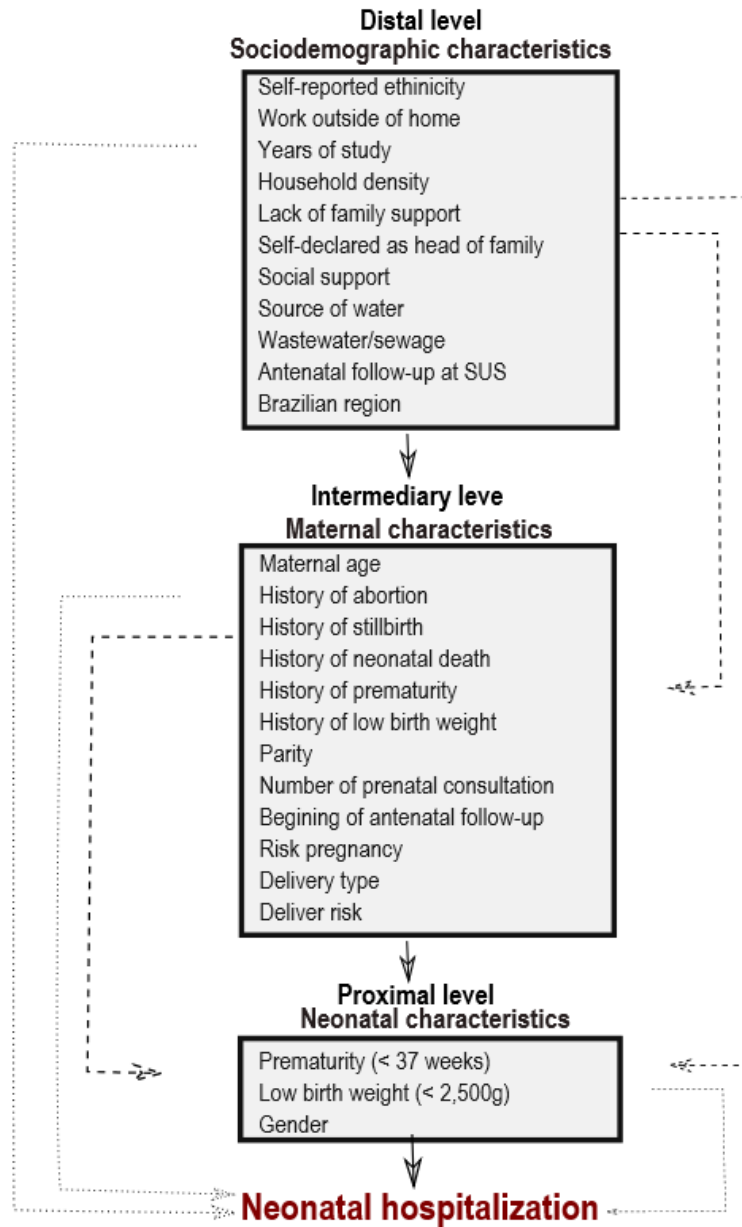 Distal level
Sociodemographic characteristics
Self-reported ethinicity
Work outside of home
Years of study
Household density
Lack of family support
Self-declared as head of family
Social support
Source of water
Wastewater/sewage
Antenatal follow-up at SUS
Brazilian region
Intermediary leve
Maternal characteristics
Maternal age
History of abortion
History of stillbirth
History of neonatal death
History of prematurity
History of low birth weight
Parity
Number of prenatal consultation
Begining of antenatal follow-up
Risk pregnancy
Delivery type
Deliver risk
Proximal level
Neonatal characteristics
Prematurity (< 37 weeks)
Low birth weight (< 2,500g)
Gender
Neonatal hospitalization